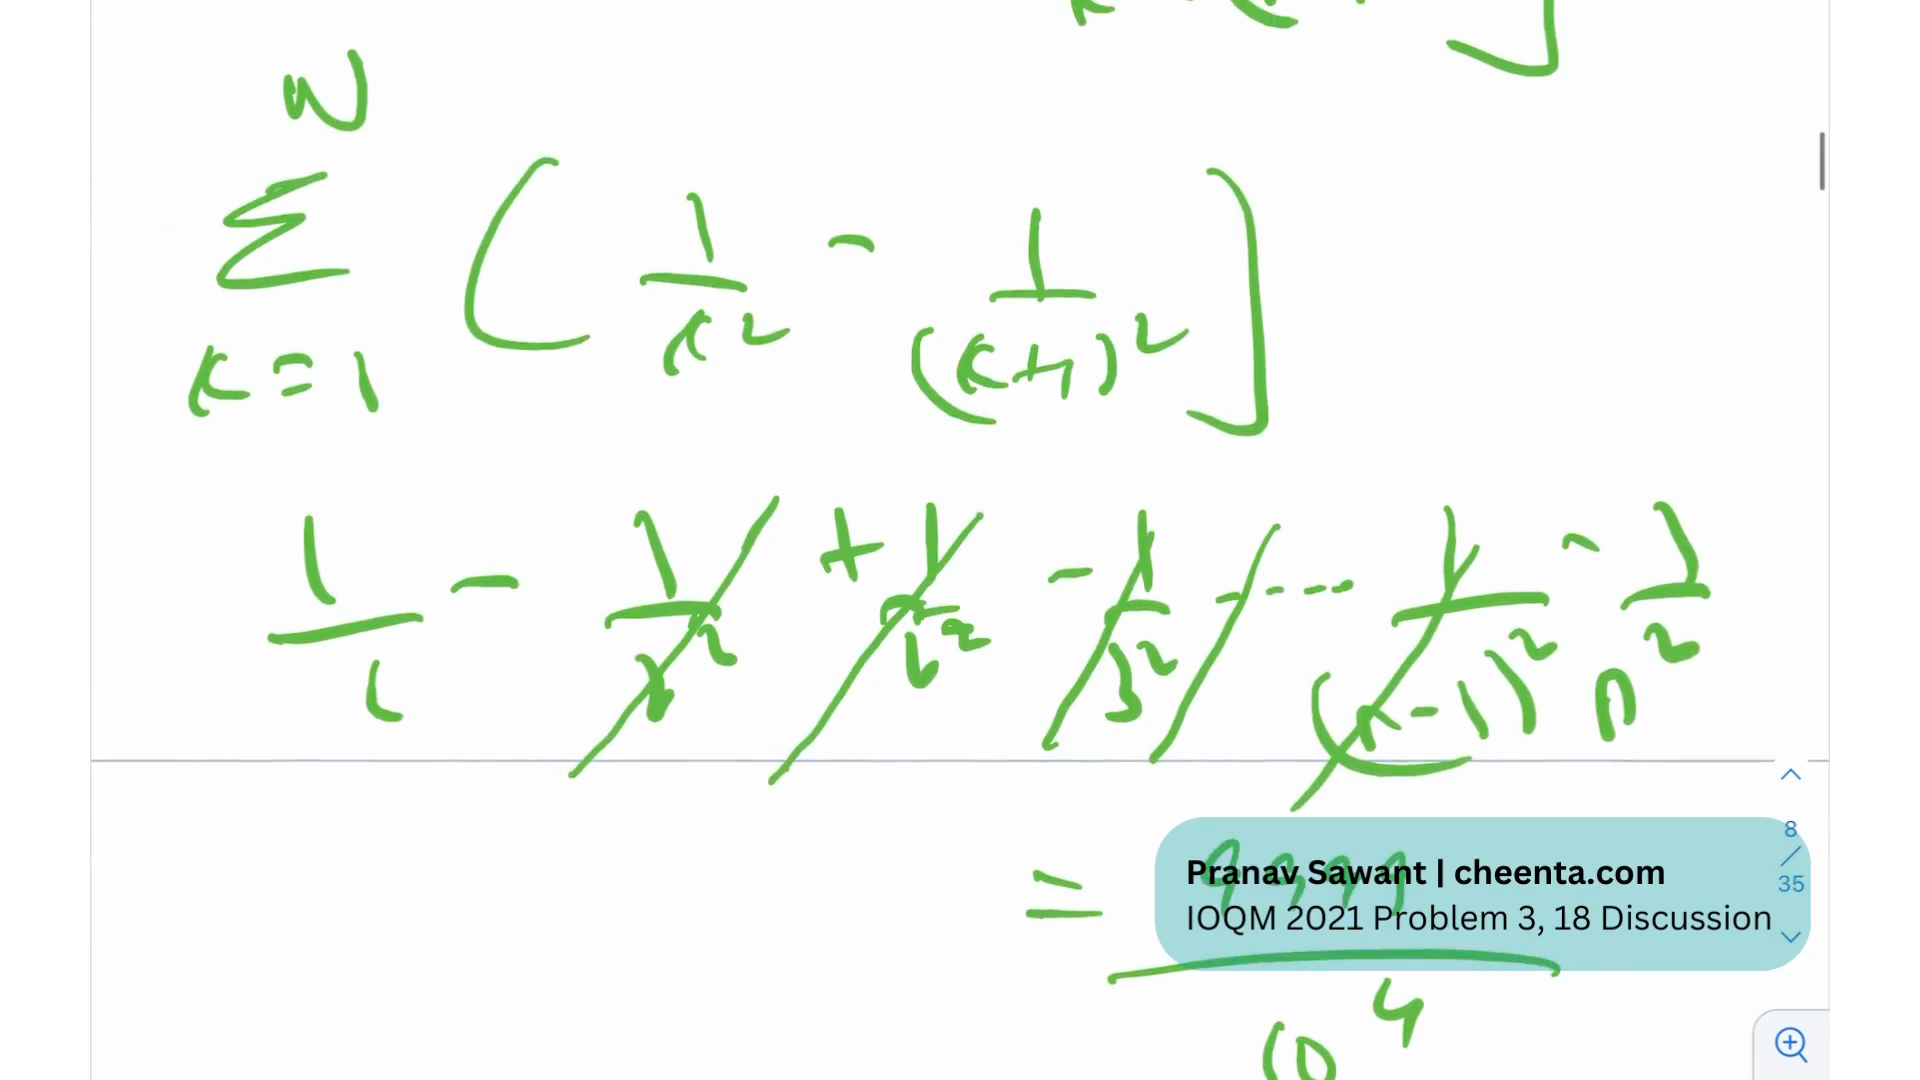 N
Σ ( 1/k² - 1/(k+1)² ]
k = 1
1/1 - 1/2² + 1/2² - 1/3² - ---- 1/(n-1)² - 1/n²
= 9999/10⁴
Pranav Sawant | cheenta.com
IOQM 2021 Problem 3, 18 Discussion
8
/
35